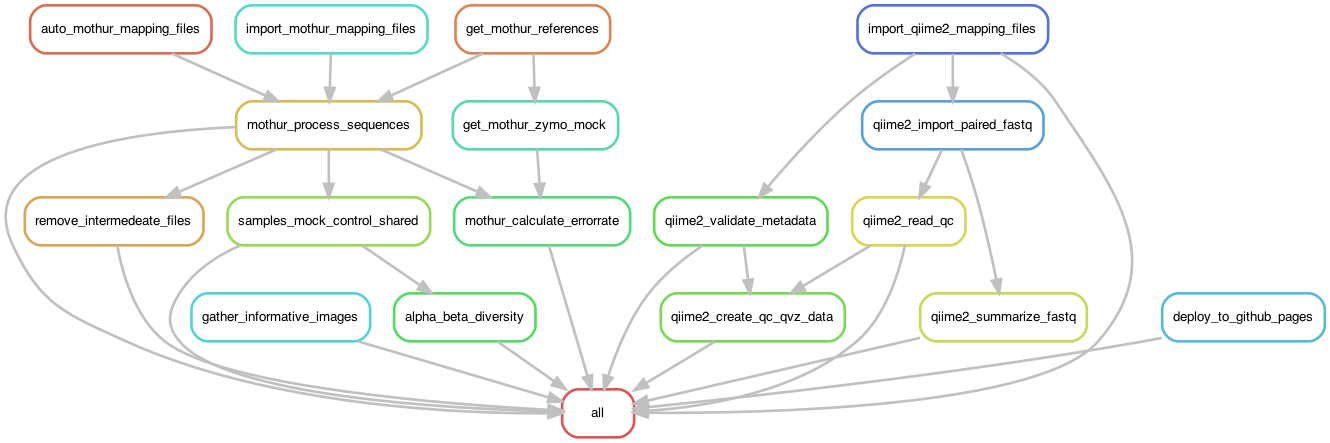 auto_mothur_mapping_files
import_mothur_mapping_files
get_mothur_references
import_qiime2_mapping_files
mothur_process_sequences
get_mothur_zymo_mock
qiime2_import_paired_fastq
remove_intermedeate_files
samples_mock_control_shared
mothur_calculate_errorrate
qiime2_validate_metadata
qiime2_read_qc
gather_informative_images
alpha_beta_diversity
qiime2_create_qc_qvz_data
qiime2_summarize_fastq
deploy_to_github_pages
all